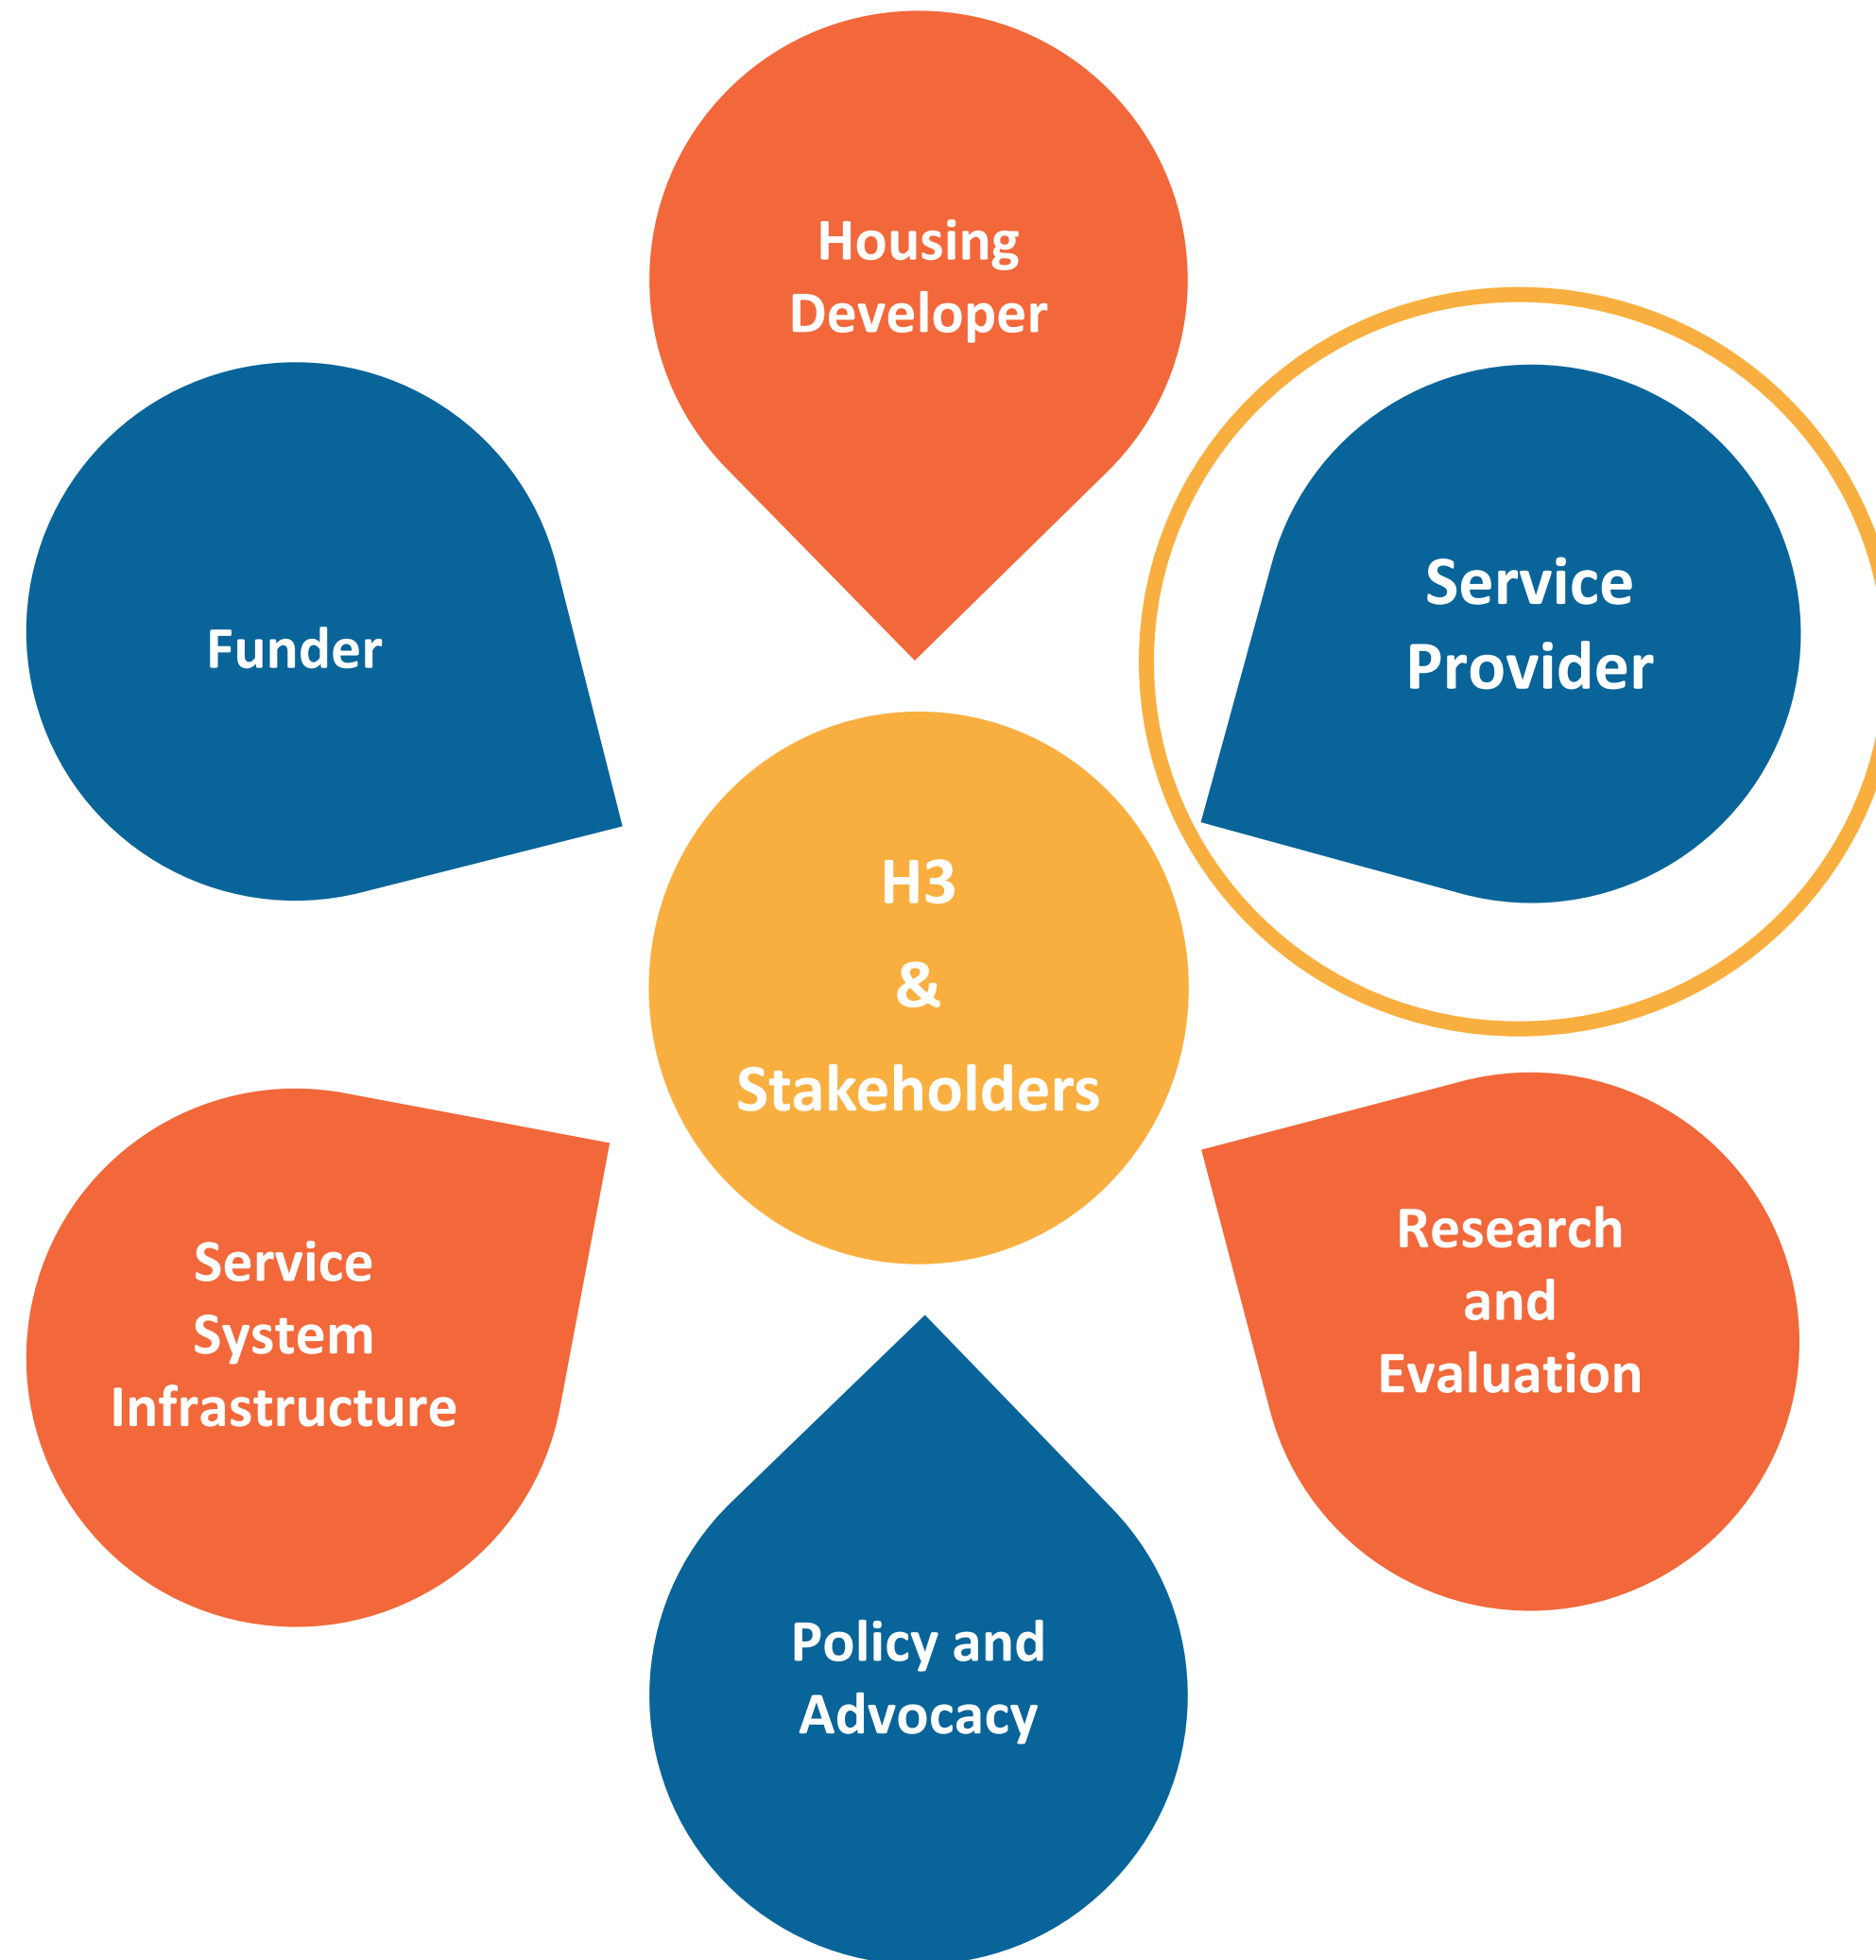 Housing
Developer
Service
Provider
Funder
H3
&
Stakeholders
Research
and
Evaluation
Service
System
Infrastructure
Policy and
Advocacy